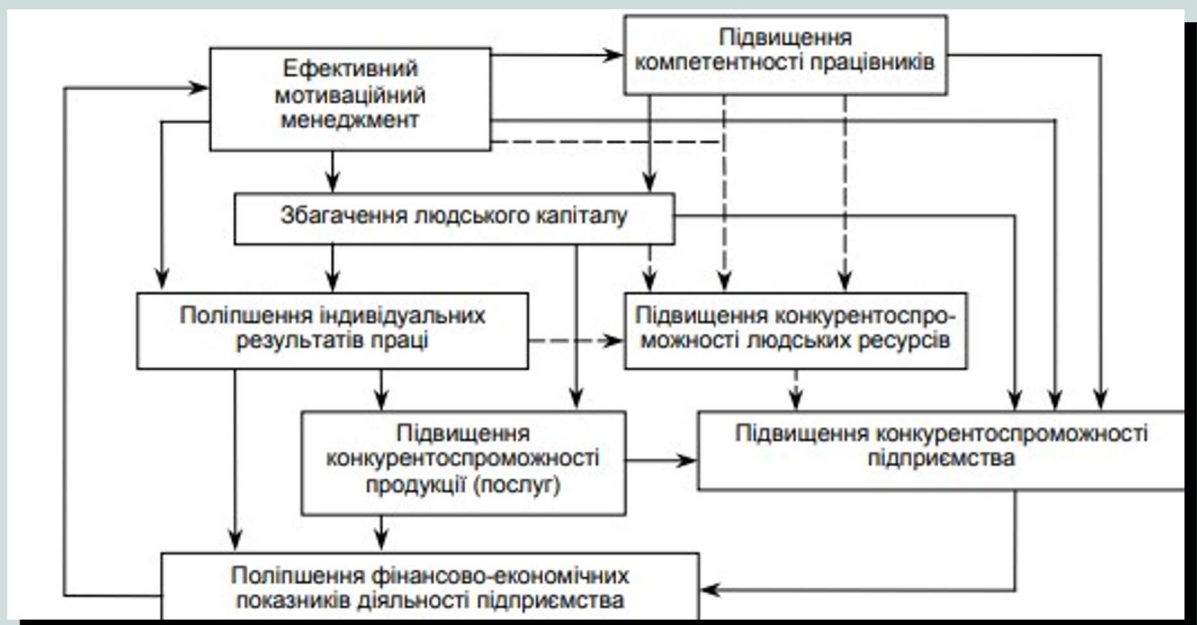 Підвищення
компетентності працівників
Ефективний
мотиваційний
менеджмент
Збагачення людського капіталу
Поліпшення індивідуальних
результатів праці
Підвищення конкурентоспро-
можності людських ресурсів
Підвищення
конкурентоспроможності
продукції (послуг)
Підвищення конкурентоспроможності
підприємства
Поліпшення фінансово-економічних
показників діяльності підприємства